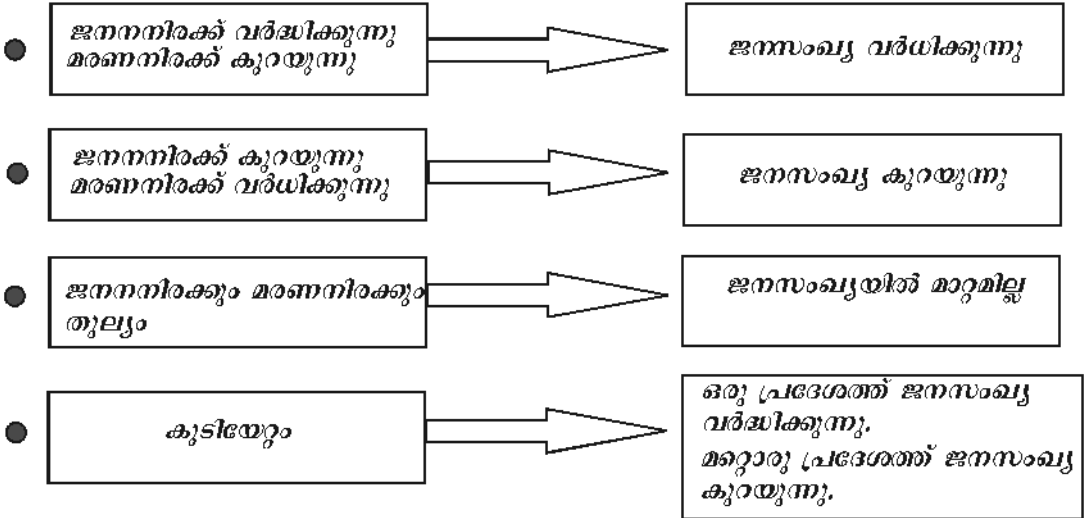 ജനനനിരക്ക് വർദ്ധിക്കുന്നു
മരണനിരക്ക് കുറയുന്നു
ജനസംഖ്യ വർധിക്കുന്നു
ജനനനിരക്ക് കുറയുന്നു
മരണനിരക്ക് വർധിക്കുന്നു
ജനസംഖ്യ കുറയുന്നു
ജനനനിരക്കും മരണനിരക്കും
തുല്യം
ജനസംഖ്യയിൽ മാറ്റമില്ല
കുടിയേറ്റം
ഒരു പ്രദേശത്ത് ജനസംഖ്യ
വർദ്ധിക്കുന്നു.
മറ്റൊരു പ്രദേശത്ത് ജനസംഖ്യ
കുറയുന്നു.